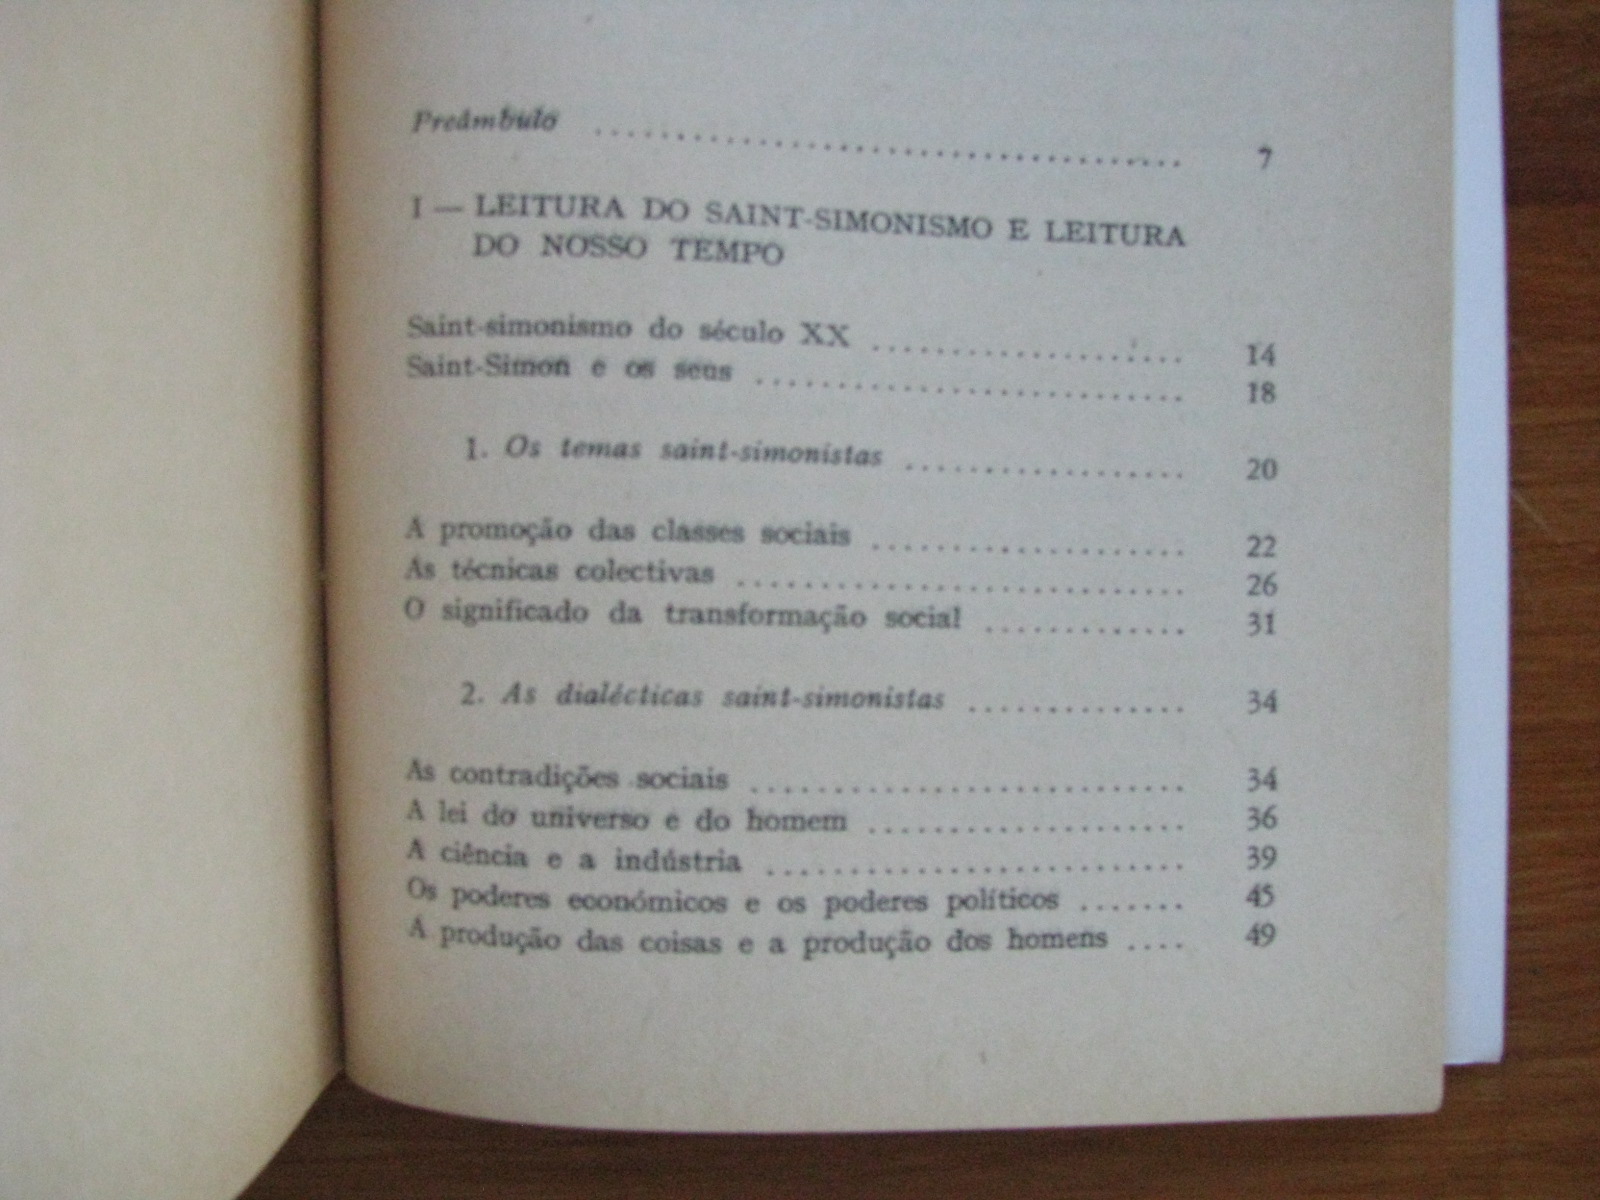 Preâmbulo .................................... 7
I — LEITURA DO SAINT-SIMONISMO E LEITURA
DO NOSSO TEMPO
Saint-simonismo do século XX .................... 14
Saint-Simon e os seus ........................... 18
1. Os temas saint-simonistas .................. 20
A promoção das classes sociais .................... 22
As técnicas colectivas ............................ 26
O significado da transformação social ............. 31
2. As dialécticas saint-simonistas .............. 34
As contradições sociais ........................... 34
A lei do universo e do homem .................... 36
A ciência e a indústria .......................... 39
Os poderes económicos e os poderes políticos ....... 45
A produção das coisas e a produção dos homens .... 49